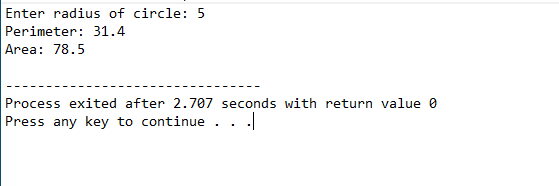 Enter radius of circle: 5
Perimeter: 31.4
Area: 78.5
--------------------------------
Process exited after 2.707 seconds with return value 0
Press any key to continue . . .